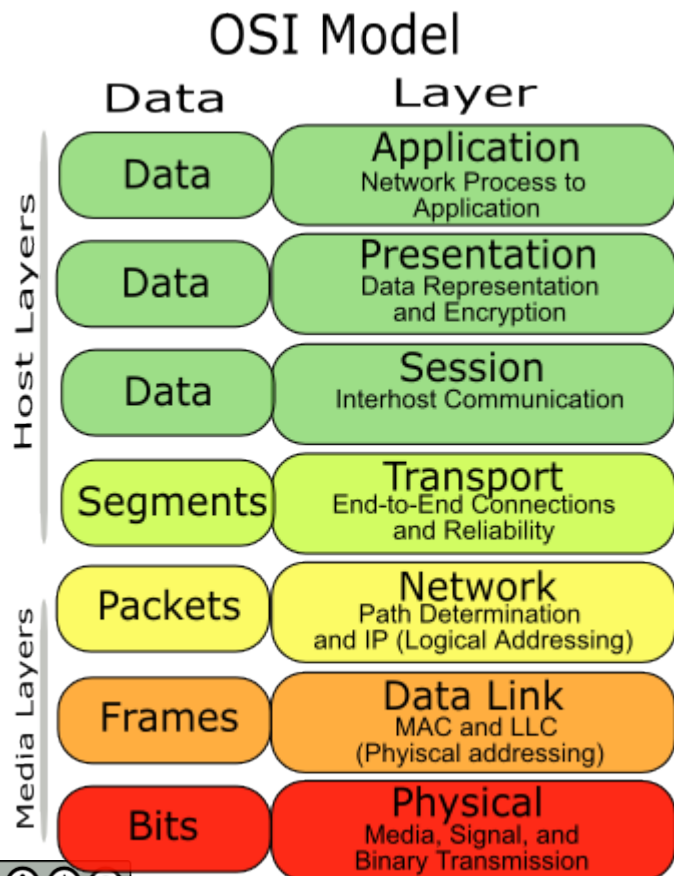 OSI Model
Data Layer
Host Layers
Data
Application
Network Process to
Application
Data
Presentation
Data Representation
and Encryption
Data
Session
Interhost Communication
Segments
Transport
End-to-End Connections
and Reliability
Media Layers
Packets
Network
Path Determination
and IP (Logical Addressing)
Frames
Data Link
MAC and LLC
(Phyiscal addressing)
Bits
Physical
Media, Signal, and
Binary Transmission